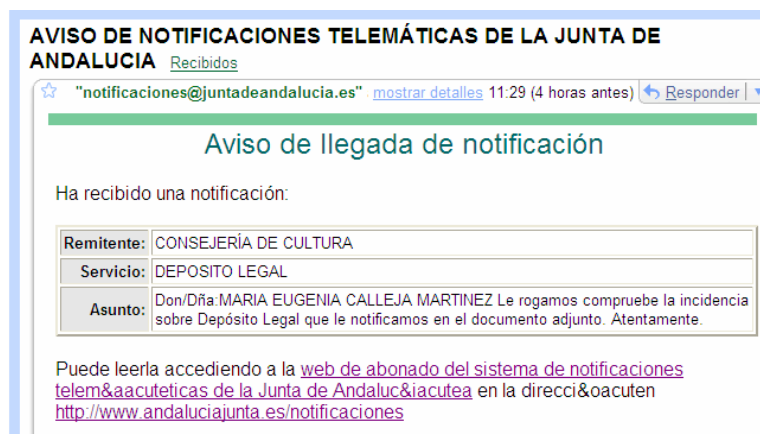 AVISO DE NOTIFICACIONES TELEMÁTICAS DE LA JUNTA DE
ANDALUCIA Recibidos
"notificaciones@juntadeandalucia.es" mostrar detalles 11:29 (4 horas antes) Responder
Aviso de llegada de notificación
Ha recibido una notificación:
Remitente: CONSEJERÍA DE CULTURA
Servicio: DEPOSITO LEGAL
Asunto: Don/Dña:MARIA EUGENIA CALLEJA MARTINEZ Le rogamos compruebe la incidencia
sobre Depósito Legal que le notificamos en el documento adjunto. Atentamente.
Puede leerla accediendo a la web de abonado del sistema de notificaciones
telem&aacuteticas de la Junta de Andaluc&iacutea en la direcci&oacuten
http://www.andaluciajunta.es/notificaciones